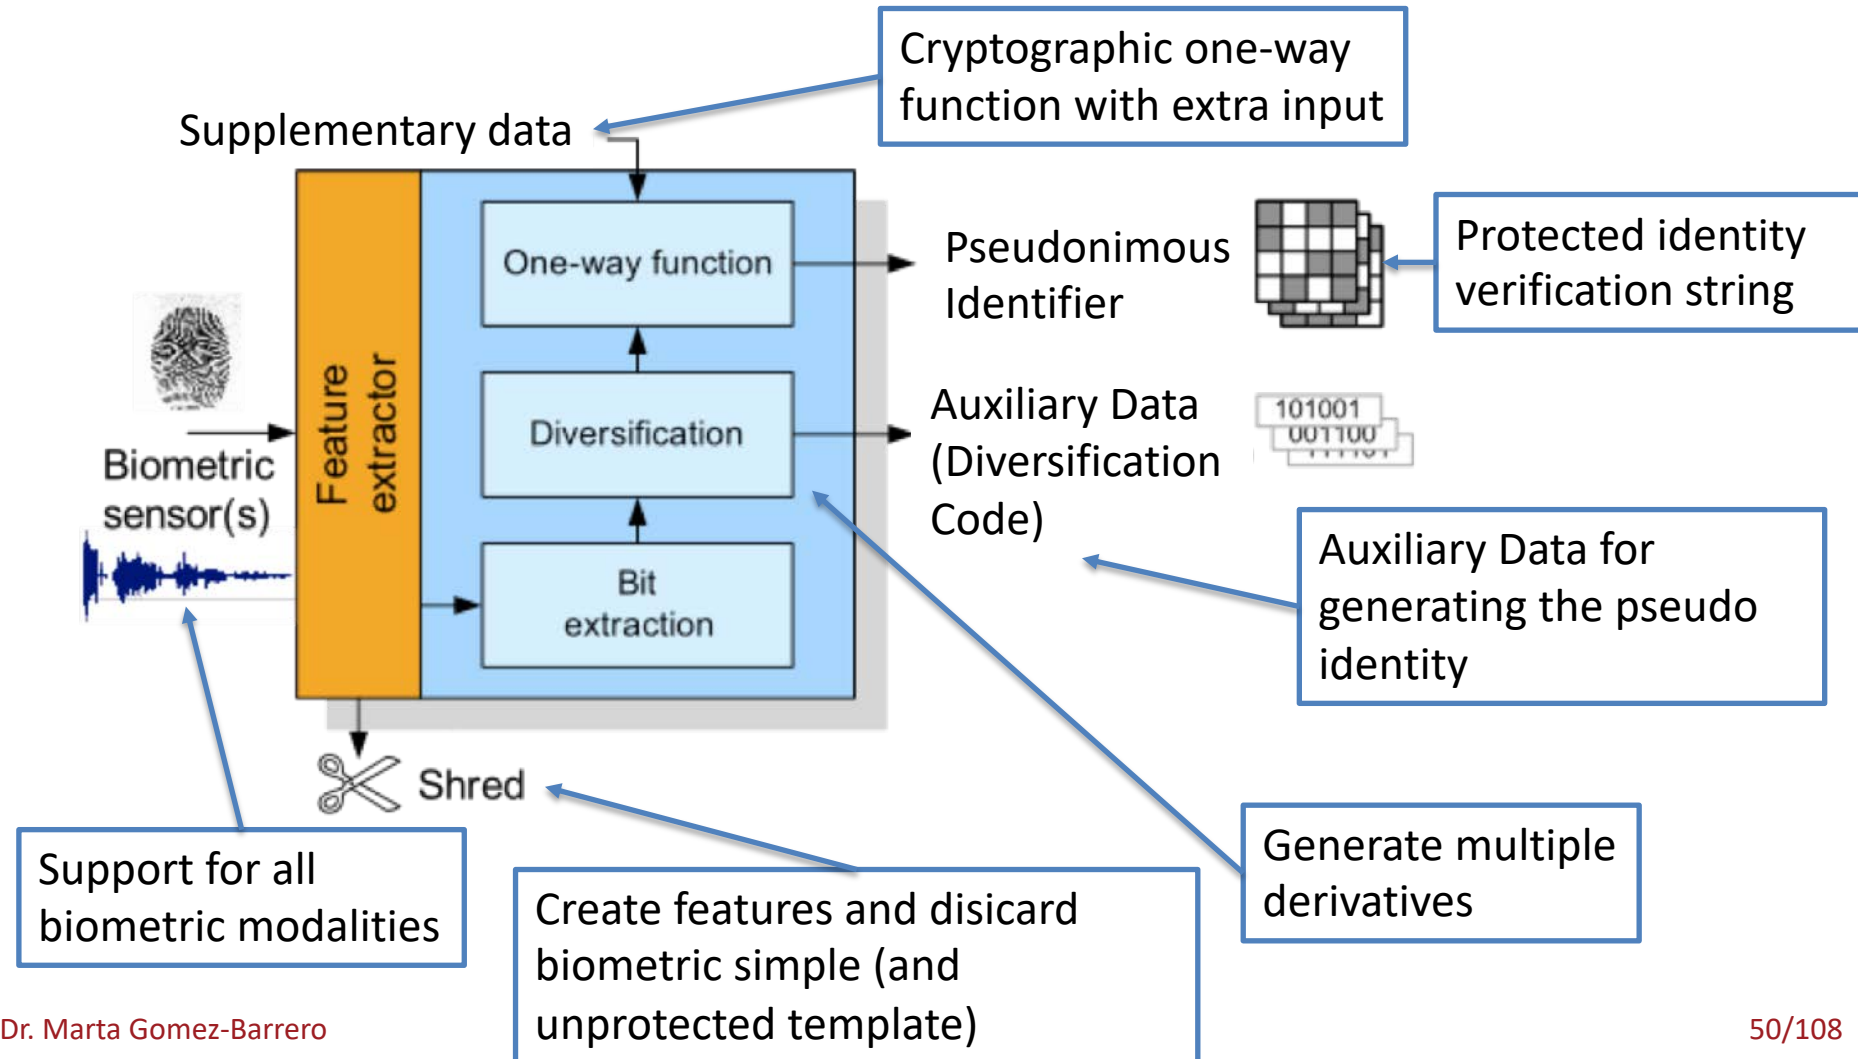 Cryptographic one-way
function with extra input
Supplementary data
One-way function
Pseudonimous
Identifier
Protected identity
verification string
Feature
extractor
Biometric
sensor(s)
Diversification
Auxiliary Data
(Diversification
Code)
101001
001100
111101
Bit
extraction
Auxiliary Data for
generating the pseudo
identity
Shred
Support for all
biometric modalities
Create features and disicard
biometric simple (and
unprotected template)
Generate multiple
derivatives
Dr. Marta Gomez-Barrero
50/108